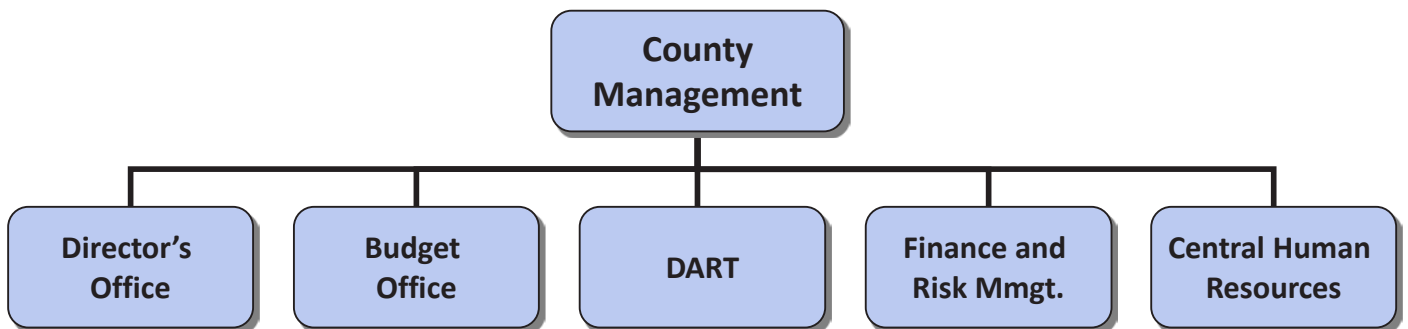 County
Management
Director’s
Office
Budget
Office
DART
Finance and
Risk Mmgt.
Central Human
Resources